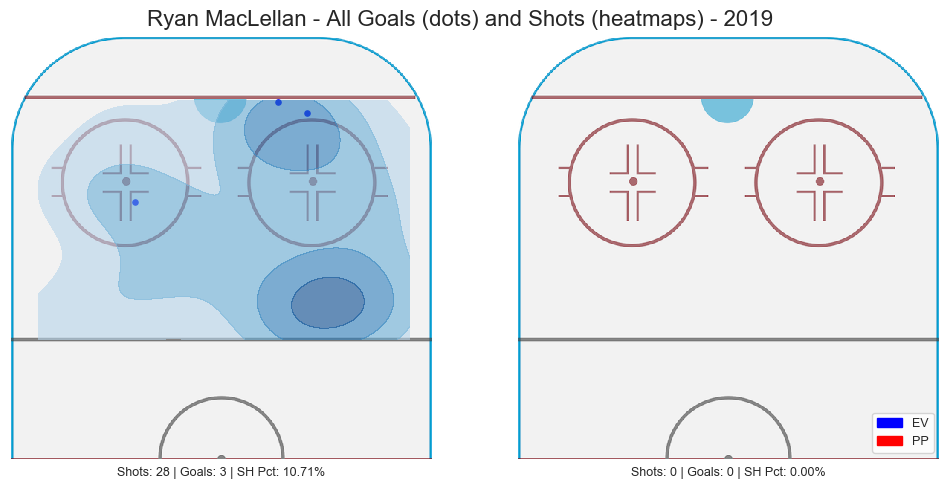 Ryan MacLellan - All Goals (dots) and Shots (heatmaps) - 2019
EV
PP
Shots: 28 | Goals: 3 | SH Pct: 10.71%
Shots: 0 | Goals: 0 | SH Pct: 0.00%